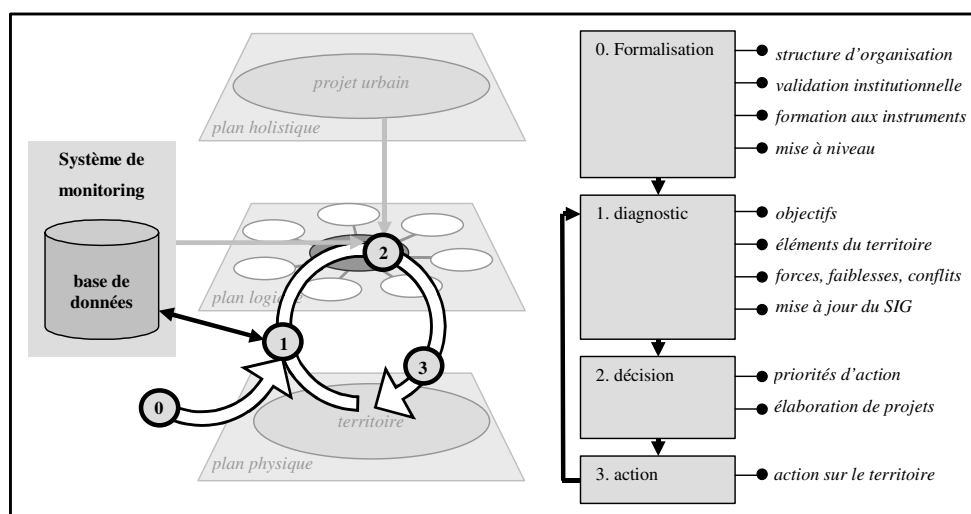 projet urbain
plan holistique
Système de
monitoring
base de
données
2
plan logique
1
3
0
territoire
plan physique
0. Formalisation
structure d'organisation
validation institutionnelle
formation aux instruments
mise à niveau
1. diagnostic
objectifs
éléments du territoire
forces, faiblesses, conflits
mise à jour du SIG
2. décision
priorités d'action
élaboration de projets
3. action
action sur le territoire